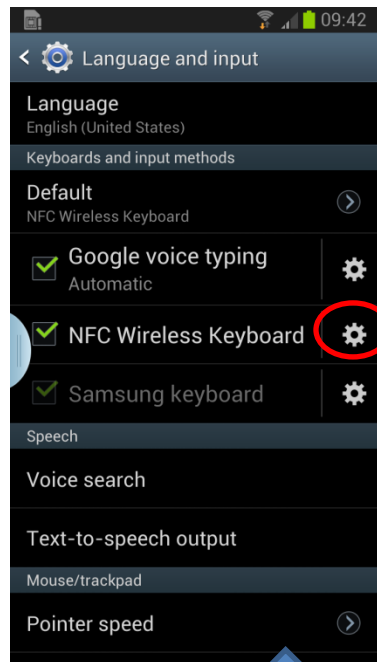 09:42
Language and input
Language
English (United States)
Keyboards and input methods
Default
NFC Wireless Keyboard
Google voice typing
Automatic
NFC Wireless Keyboard
Samsung keyboard
Speech
Voice search
Text-to-speech output
Mouse/trackpad
Pointer speed